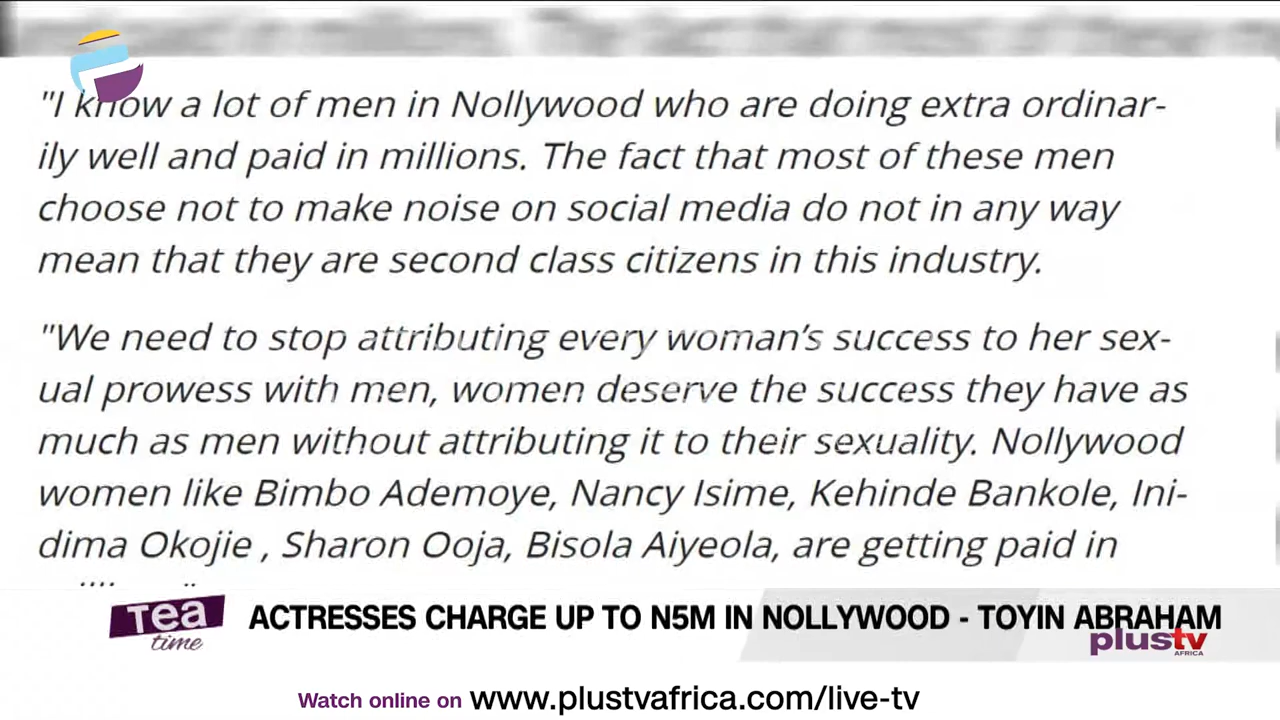 "I know a lot of men in Nollywood who are doing extra ordinar-
ily well and paid in millions. The fact that most of these men
choose not to make noise on social media do not in any way
mean that they are second class citizens in this industry.
"We need to stop attributing every woman's success to her sex-
ual prowess with men, women deserve the success they have as
much as men without attributing it to their sexuality. Nollywood
women like Bimbo Ademoye, Nancy Isime, Kehinde Bankole, Ini-
dima Okojie , Sharon Ooja, Bisola Aiyeola, are getting paid in
Tea
time
ACTRESSES CHARGE UP TO N5M IN NOLLYWOOD - TOYIN ABRAHAM
plustv
AFRICA
Watch online on www.plustvafrica.com/live-tv